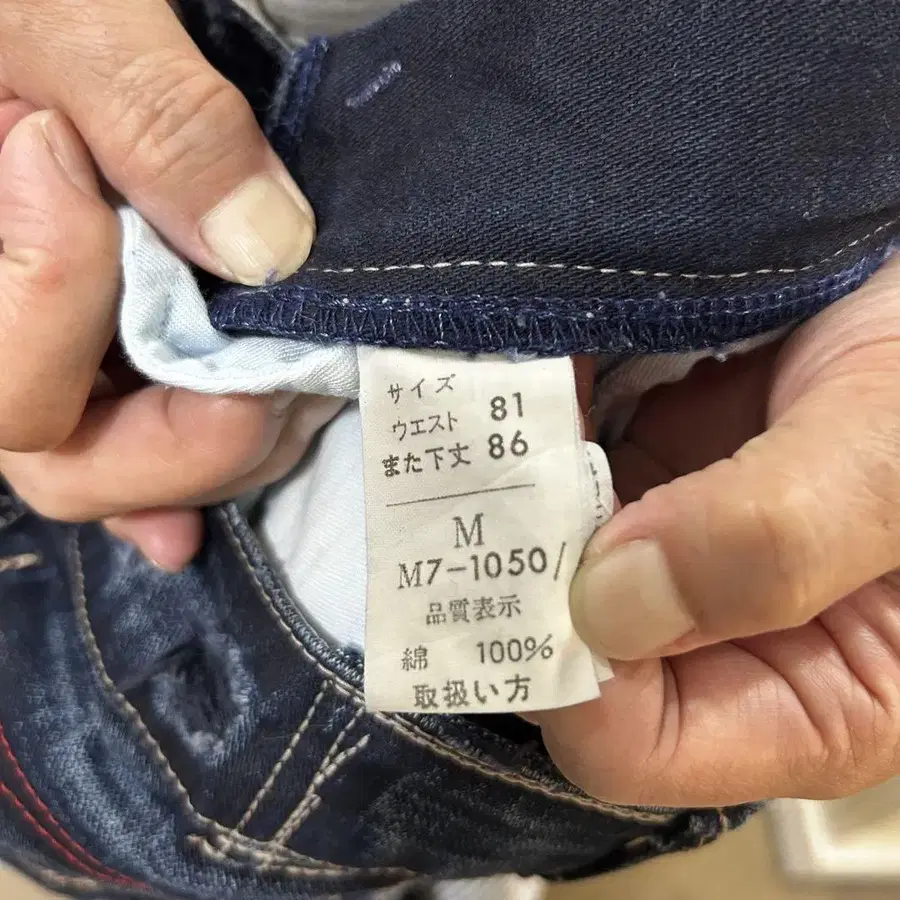 サイズ
ウエスト 81
また下丈 86
M
M7-1050/
品質表示
綿 100%
取扱い方